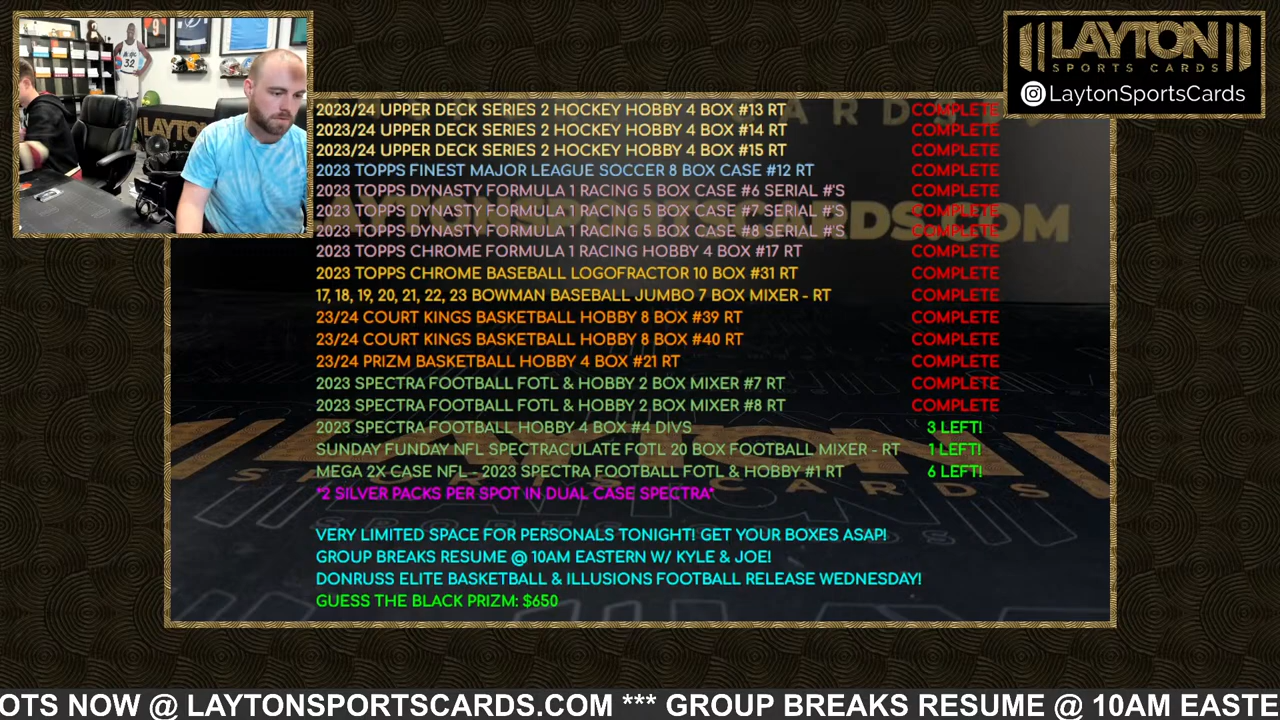 LAYTON
SPORTS CARDS
LaytonSportsCards
2023/24 UPPER DECK SERIES 2 HOCKEY HOBBY 4 BOX #13 RT COMPLETE
2023/24 UPPER DECK SERIES 2 HOCKEY HOBBY 4 BOX #14 RT COMPLETE
2023/24 UPPER DECK SERIES 2 HOCKEY HOBBY 4 BOX #15 RT COMPLETE
2023 TOPPS FINEST MAJOR LEAGUE SOCCER 8 BOX CASE #12 RT COMPLETE
2023 TOPPS DYNASTY FORMULA 1 RACING 5 BOX CASE #6 SERIAL #'S COMPLETE
2023 TOPPS DYNASTY FORMULA 1 RACING 5 BOX CASE #7 SERIAL #'S COMPLETE
2023 TOPPS DYNASTY FORMULA 1 RACING 5 BOX CASE #8 SERIAL #'S COMPLETE
2023 TOPPS CHROME FORMULA 1 RACING HOBBY 4 BOX #17 RT COMPLETE
2023 TOPPS CHROME BASEBALL LOGOFRACTOR 10 BOX #31 RT COMPLETE
17, 18, 19, 20, 21, 22, 23 BOWMAN BASEBALL JUMBO 7 BOX MIXER - RT COMPLETE
23/24 COURT KINGS BASKETBALL HOBBY 8 BOX #39 RT COMPLETE
23/24 COURT KINGS BASKETBALL HOBBY 8 BOX #40 RT COMPLETE
23/24 PRIZM BASKETBALL HOBBY 4 BOX #21 RT COMPLETE
2023 SPECTRA FOOTBALL FOTL & HOBBY 2 BOX MIXER #7 RT COMPLETE
2023 SPECTRA FOOTBALL FOTL & HOBBY 2 BOX MIXER #8 RT COMPLETE
2023 SPECTRA FOOTBALL HOBBY 4 BOX #4 DIVS 3 LEFT!
SUNDAY FUNDAY NFL SPECTRACULATE FOTL 20 BOX FOOTBALL MIXER - RT 1 LEFT!
MEGA 2X CASE NFL - 2023 SPECTRA FOOTBALL FOTL & HOBBY #1 RT 6 LEFT!
*2 SILVER PACKS PER SPOT IN DUAL CASE SPECTRA*
VERY LIMITED SPACE FOR PERSONALS TONIGHT! GET YOUR BOXES ASAP!
GROUP BREAKS RESUME @ 10AM EASTERN W/ KYLE & JOE!
DONRUSS ELITE BASKETBALL & ILLUSIONS FOOTBALL RELEASE WEDNESDAY!
GUESS THE BLACK PRIZM: $650
OTS NOW @ LAYTONSPORTSCARDS.COM *** GROUP BREAKS RESUME @ 10AM EASTE